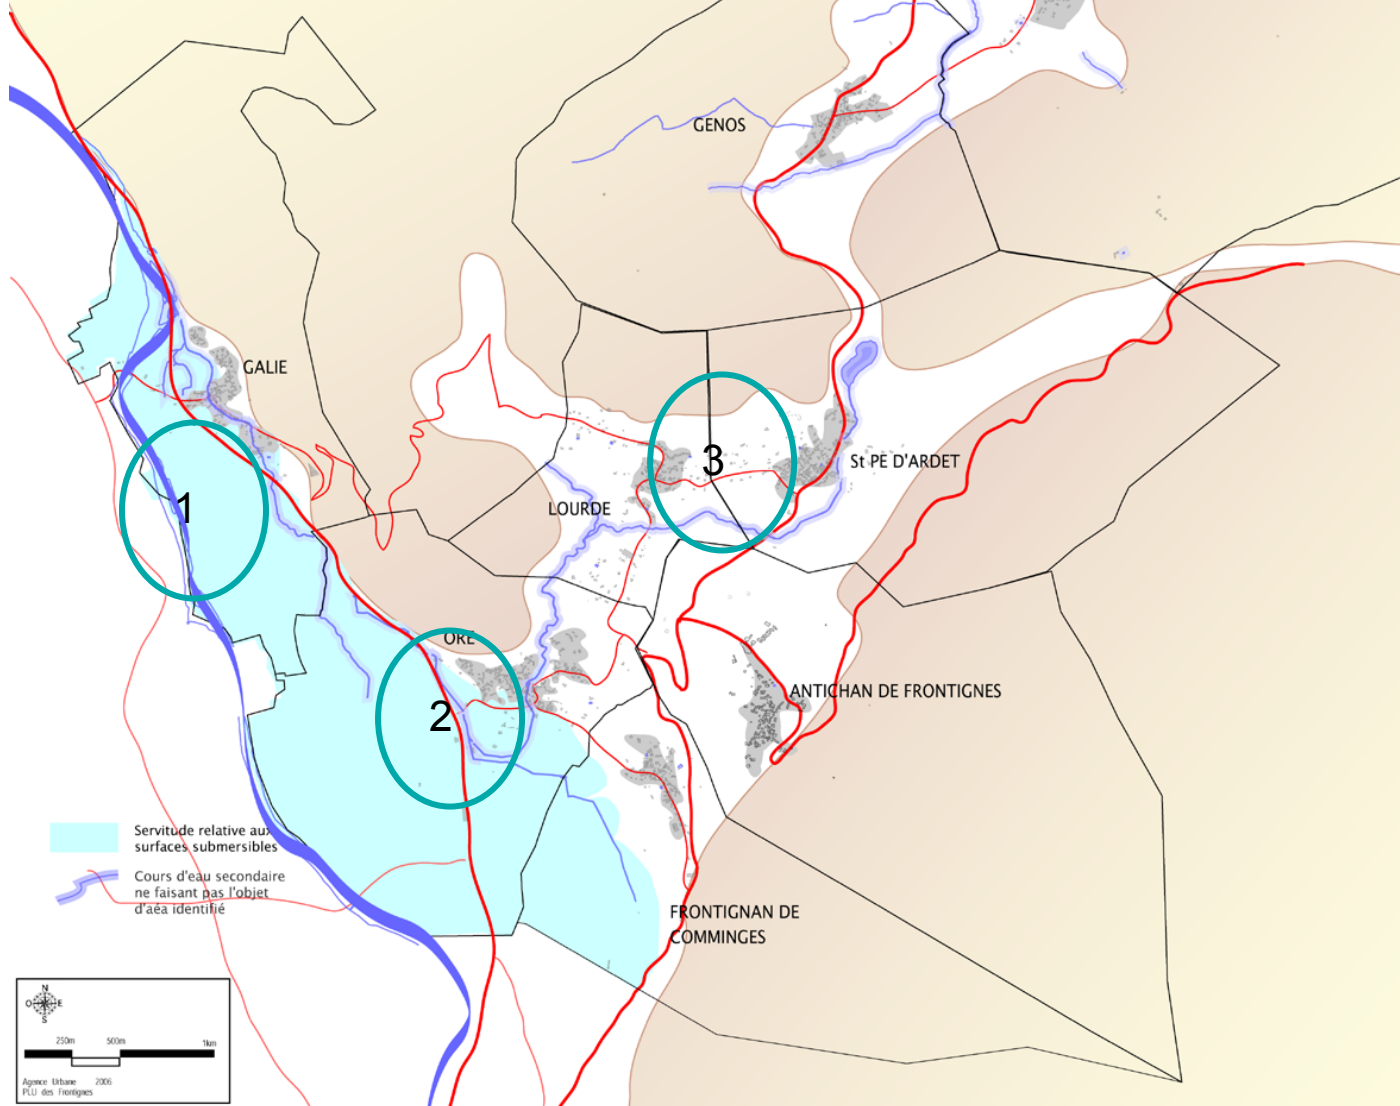 GENOS
GALIE
St PE D'ARDET
3
1
LOURDE
ORE
2
ANTICHAN DE FRONTIGNES
Servitude relative aux
surfaces submersibles
Cours d'eau secondaire
ne faisant pas l'objet
d'aéa identifié
FRONTIGNAN DE
COMMINGES
N
O E
S
250m 500m 1km
Agence Urbane 2006
PLU des Frontignes